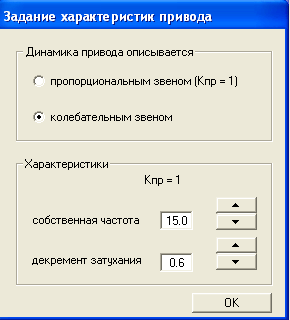 Задание характеристик привода
Динамика привода описывается
пропорциональным звеном (Кпр = 1)
колебательным звеном
Характеристики
Кпр = 1
собственная частота 15.0
декремент затухания 0.6
OK